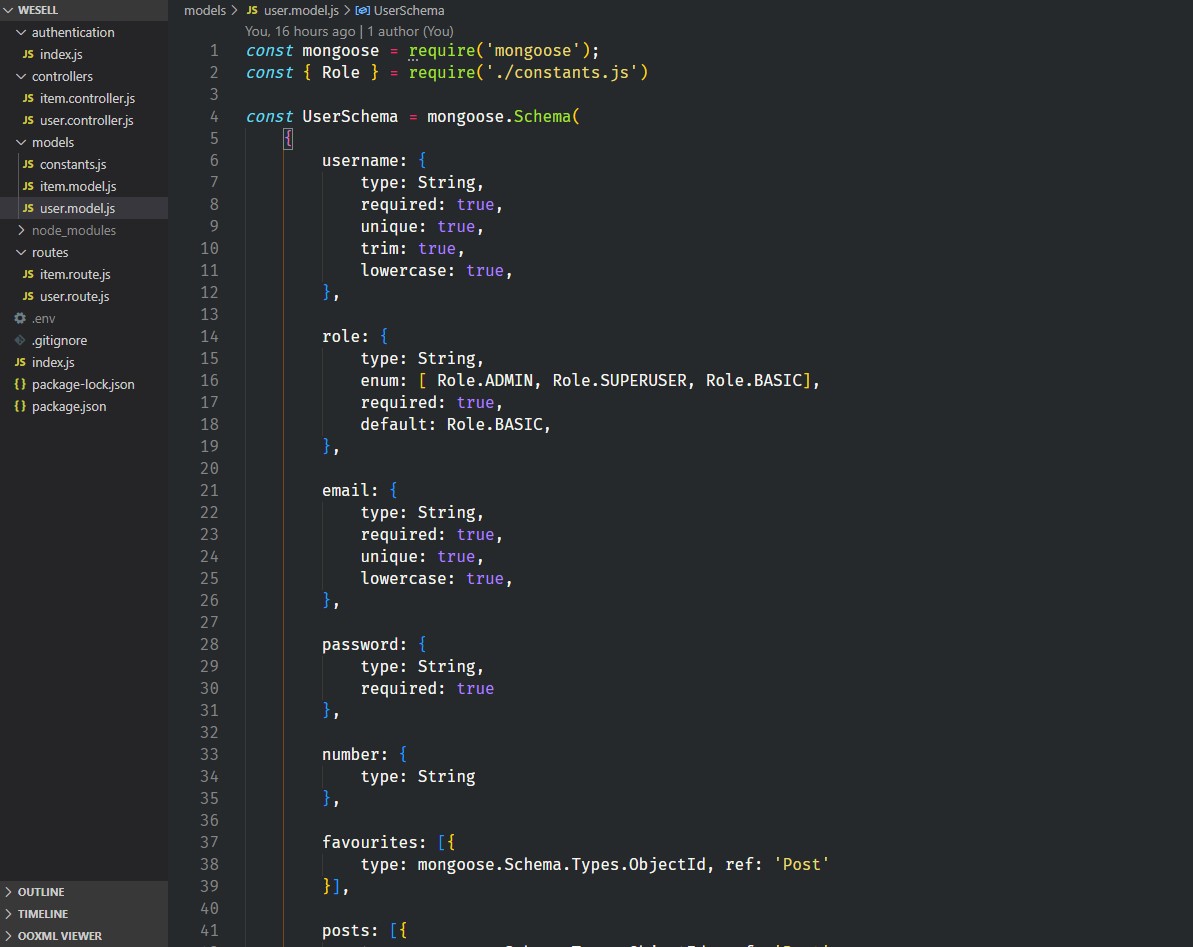 WESELL
authentication
JS index.js
controllers
JS item.controller.js
JS user.controller.js
models
JS constants.js
JS item.model.js
JS user.model.js
node_modules
routes
JS item.route.js
JS user.route.js
.env
.gitignore
JS index.js
{} package-lock.json
{} package.json
OUTLINE
TIMELINE
OOXML VIEWER
models > JS user.model.js > UserSchema
You, 16 hours ago | 1 author (You)
1 const mongoose = require('mongoose');
2 const { Role } = require('./constants.js')
3
4 const UserSchema = mongoose.Schema(
5 {
6 username: {
7 type: String,
8 required: true,
9 unique: true,
10 trim: true,
11 lowercase: true,
12 },
13
14 role: {
15 type: String,
16 enum: [ Role.ADMIN, Role.SUPERUSER, Role.BASIC],
17 required: true,
18 default: Role.BASIC,
19 },
20
21 email: {
22 type: String,
23 required: true,
24 unique: true,
25 lowercase: true,
26 },
27
28 password: {
29 type: String,
30 required: true
31 },
32
33 number: {
34 type: String
35 },
36
37 favourites: [{
38 type: mongoose.Schema.Types.ObjectId, ref: 'Post'
39 }],
40
41 posts: [{